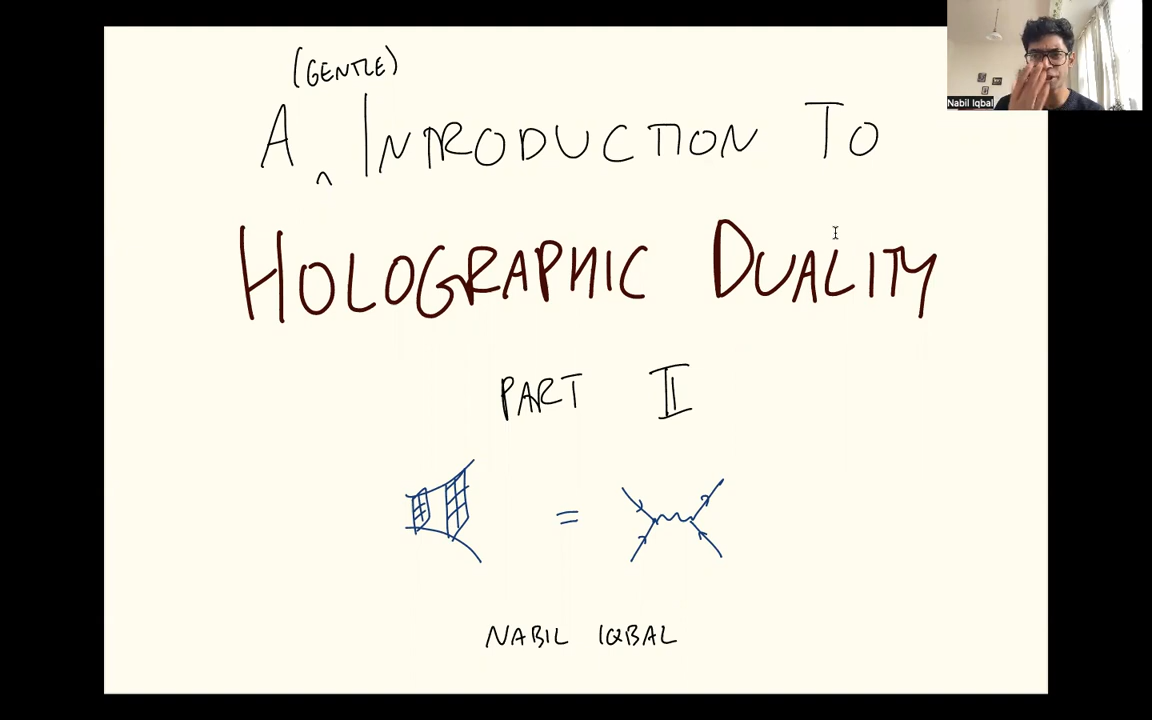 (GENTLE)
A ^ INTRODUCTION TO
HOLOGRAPHIC DUALITY
PART II
=
NABIL IQBAL
Nabil Iqbal